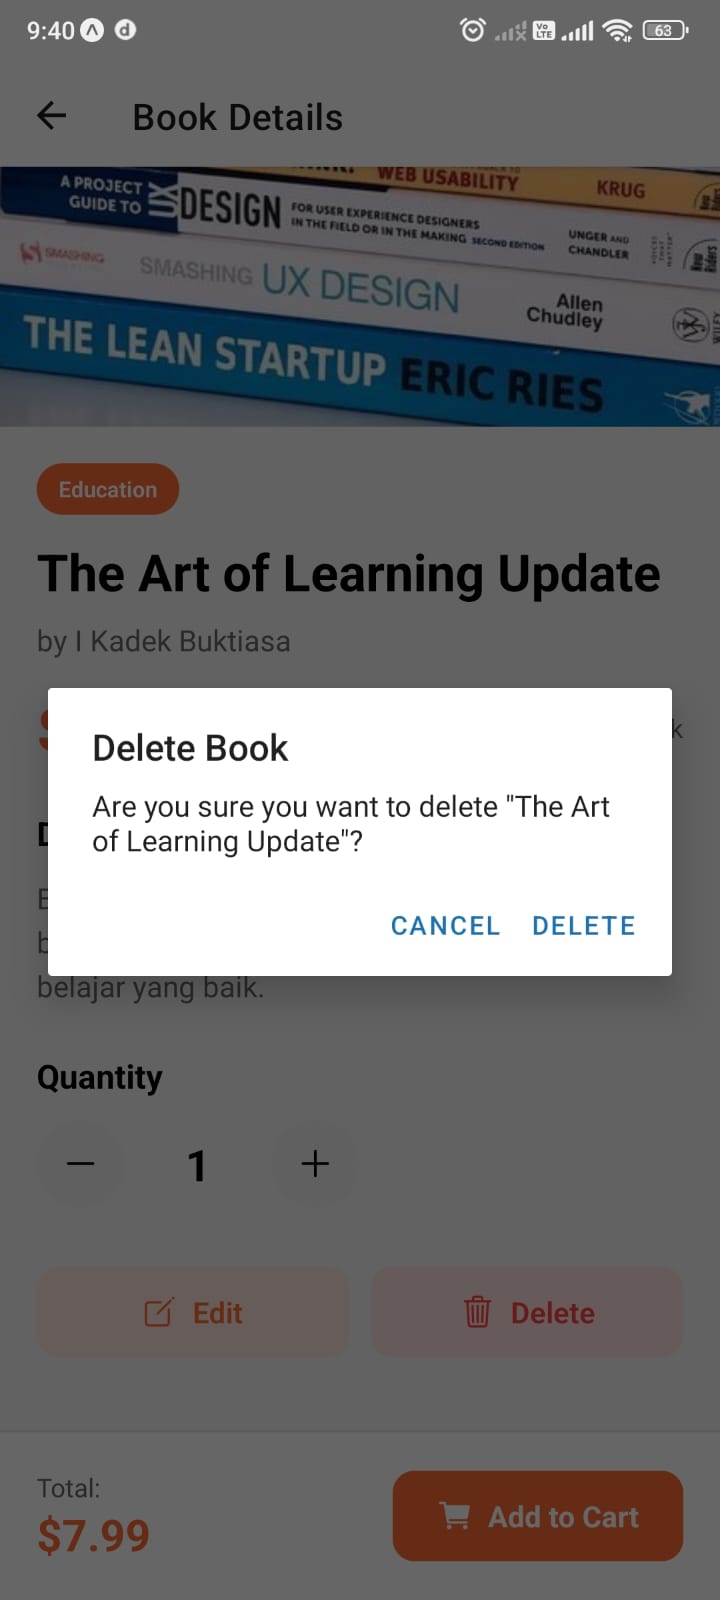 9:40
VoLTE
63
Book Details
WEB USABILITY KRUG
A PROJECT GUIDE TO UX DESIGN FOR USER EXPERIENCE DESIGNERS IN THE FIELD OR IN THE MAKING SECOND EDITION UNGER AND CHANDLER
SMASHING SMASHING UX DESIGN Allen Chudley
THE LEAN STARTUP ERIC RIES
Education
The Art of Learning Update
by I Kadek Buktiasa
Delete Book
Are you sure you want to delete "The Art
of Learning Update"?
CANCEL DELETE
belajar yang baik.
Quantity
1
Edit
Delete
Total:
$7.99
Add to Cart